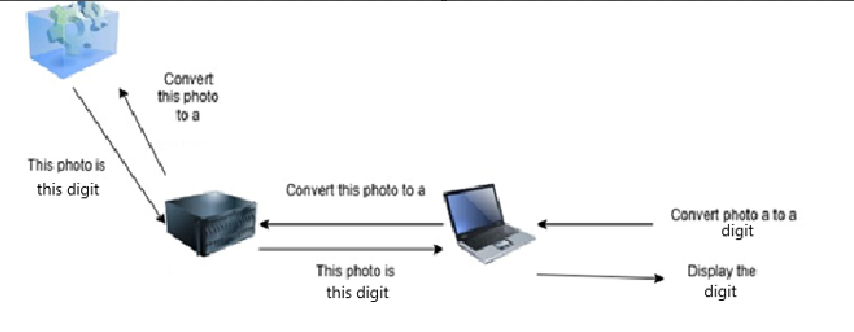 Convert
this photo
to a
This photo is
this digit
Convert this photo to a
Convert photo a to a
digit
This photo is
this digit
Display the
digit